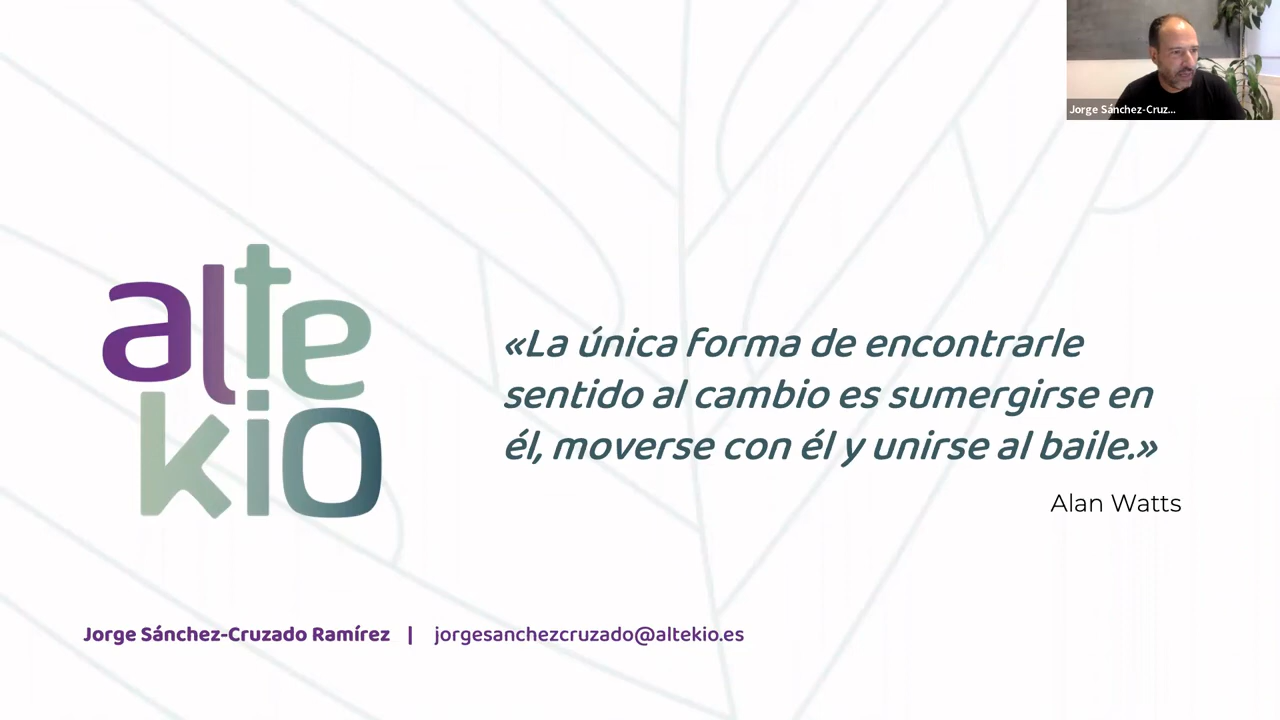 Jorge Sánchez-Cruz...
alte
kio
«La única forma de encontrarle
sentido al cambio es sumergirse en
él, moverse con él y unirse al baile.»
Alan Watts
Jorge Sánchez-Cruzado Ramírez | jorgesanchezcruzado@altekio.es